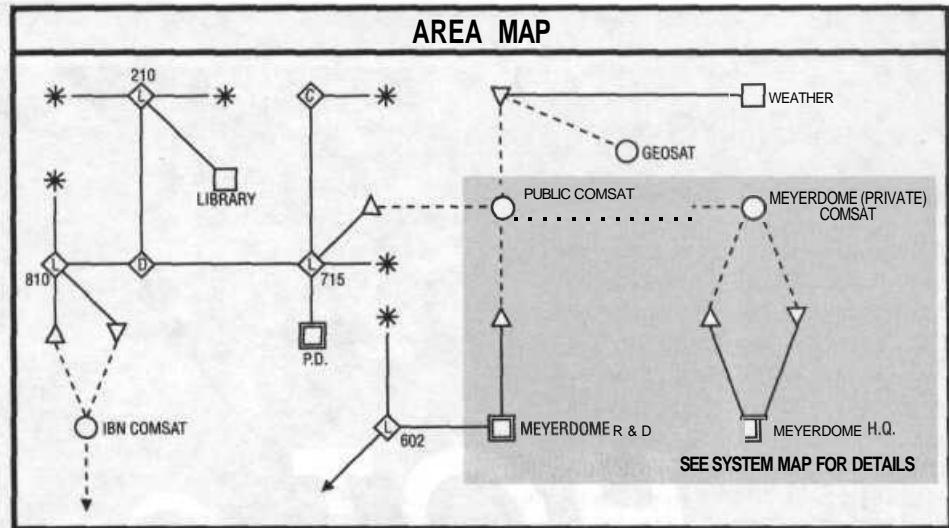 AREA MAP
210
L
C
WEATHER
GEOSAT
LIBRARY
PUBLIC COMSAT
MEYERDOME (PRIVATE)
COMSAT
L
D
L
810
715
P.D.
IBN COMSAT
L
602
MEYERDOME R & D
MEYERDOME H.Q.
SEE SYSTEM MAP FOR DETAILS